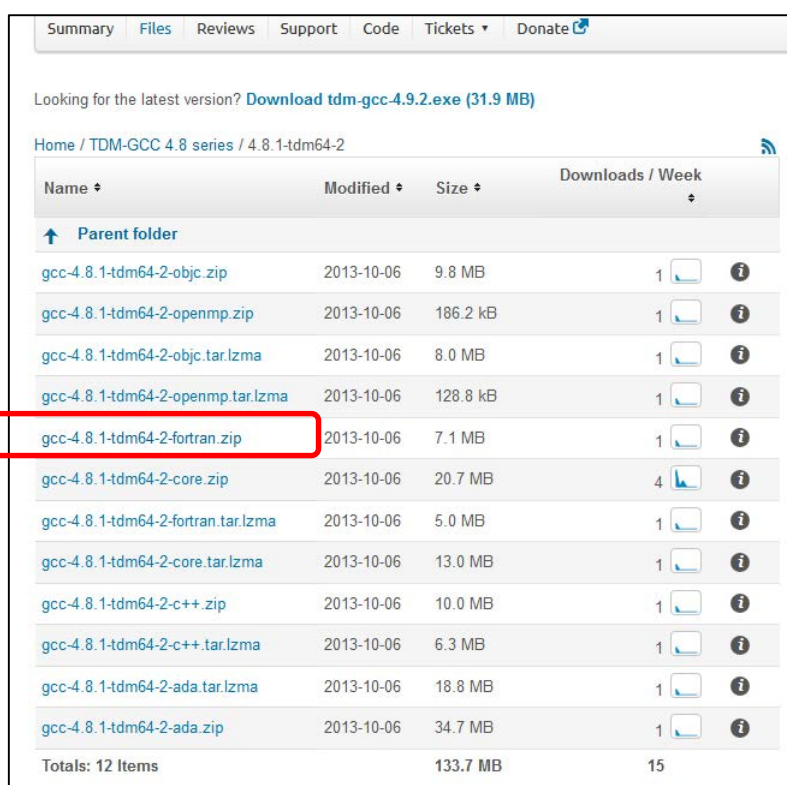 Summary Files Reviews Support Code Tickets ▾ Donate
Looking for the latest version? Download tdm-gcc-4.9.2.exe (31.9 MB)
Home / TDM-GCC 4.8 series / 4.8.1-tdm64-2
Name Modified Size Downloads / Week
Parent folder
gcc-4.8.1-tdm64-2-objc.zip 2013-10-06 9.8 MB 1
gcc-4.8.1-tdm64-2-openmp.zip 2013-10-06 186.2 kB 1
gcc-4.8.1-tdm64-2-objc.tar.lzma 2013-10-06 8.0 MB 1
gcc-4.8.1-tdm64-2-openmp.tar.lzma 2013-10-06 128.8 kB 1
gcc-4.8.1-tdm64-2-fortran.zip 2013-10-06 7.1 MB 1
gcc-4.8.1-tdm64-2-core.zip 2013-10-06 20.7 MB 4
gcc-4.8.1-tdm64-2-fortran.tar.lzma 2013-10-06 5.0 MB 1
gcc-4.8.1-tdm64-2-core.tar.lzma 2013-10-06 13.0 MB 1
gcc-4.8.1-tdm64-2-c++.zip 2013-10-06 10.0 MB 1
gcc-4.8.1-tdm64-2-c++.tar.lzma 2013-10-06 6.3 MB 1
gcc-4.8.1-tdm64-2-ada.tar.lzma 2013-10-06 18.8 MB 1
gcc-4.8.1-tdm64-2-ada.zip 2013-10-06 34.7 MB 1
Totals: 12 Items 133.7 MB 15